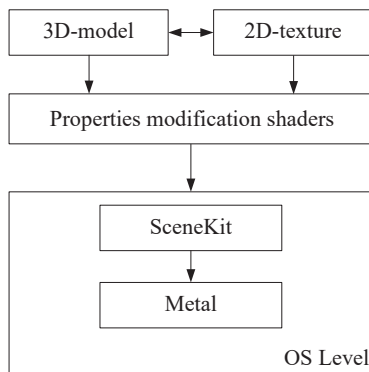 3D-model
2D-texture
Properties modification shaders
SceneKit
Metal
OS Level